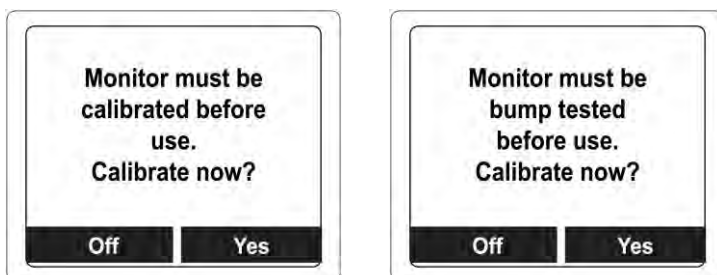 Monitor must be
calibrated before
use.
Calibrate now?
Off Yes
Monitor must be
bump tested
before use.
Calibrate now?
Off Yes